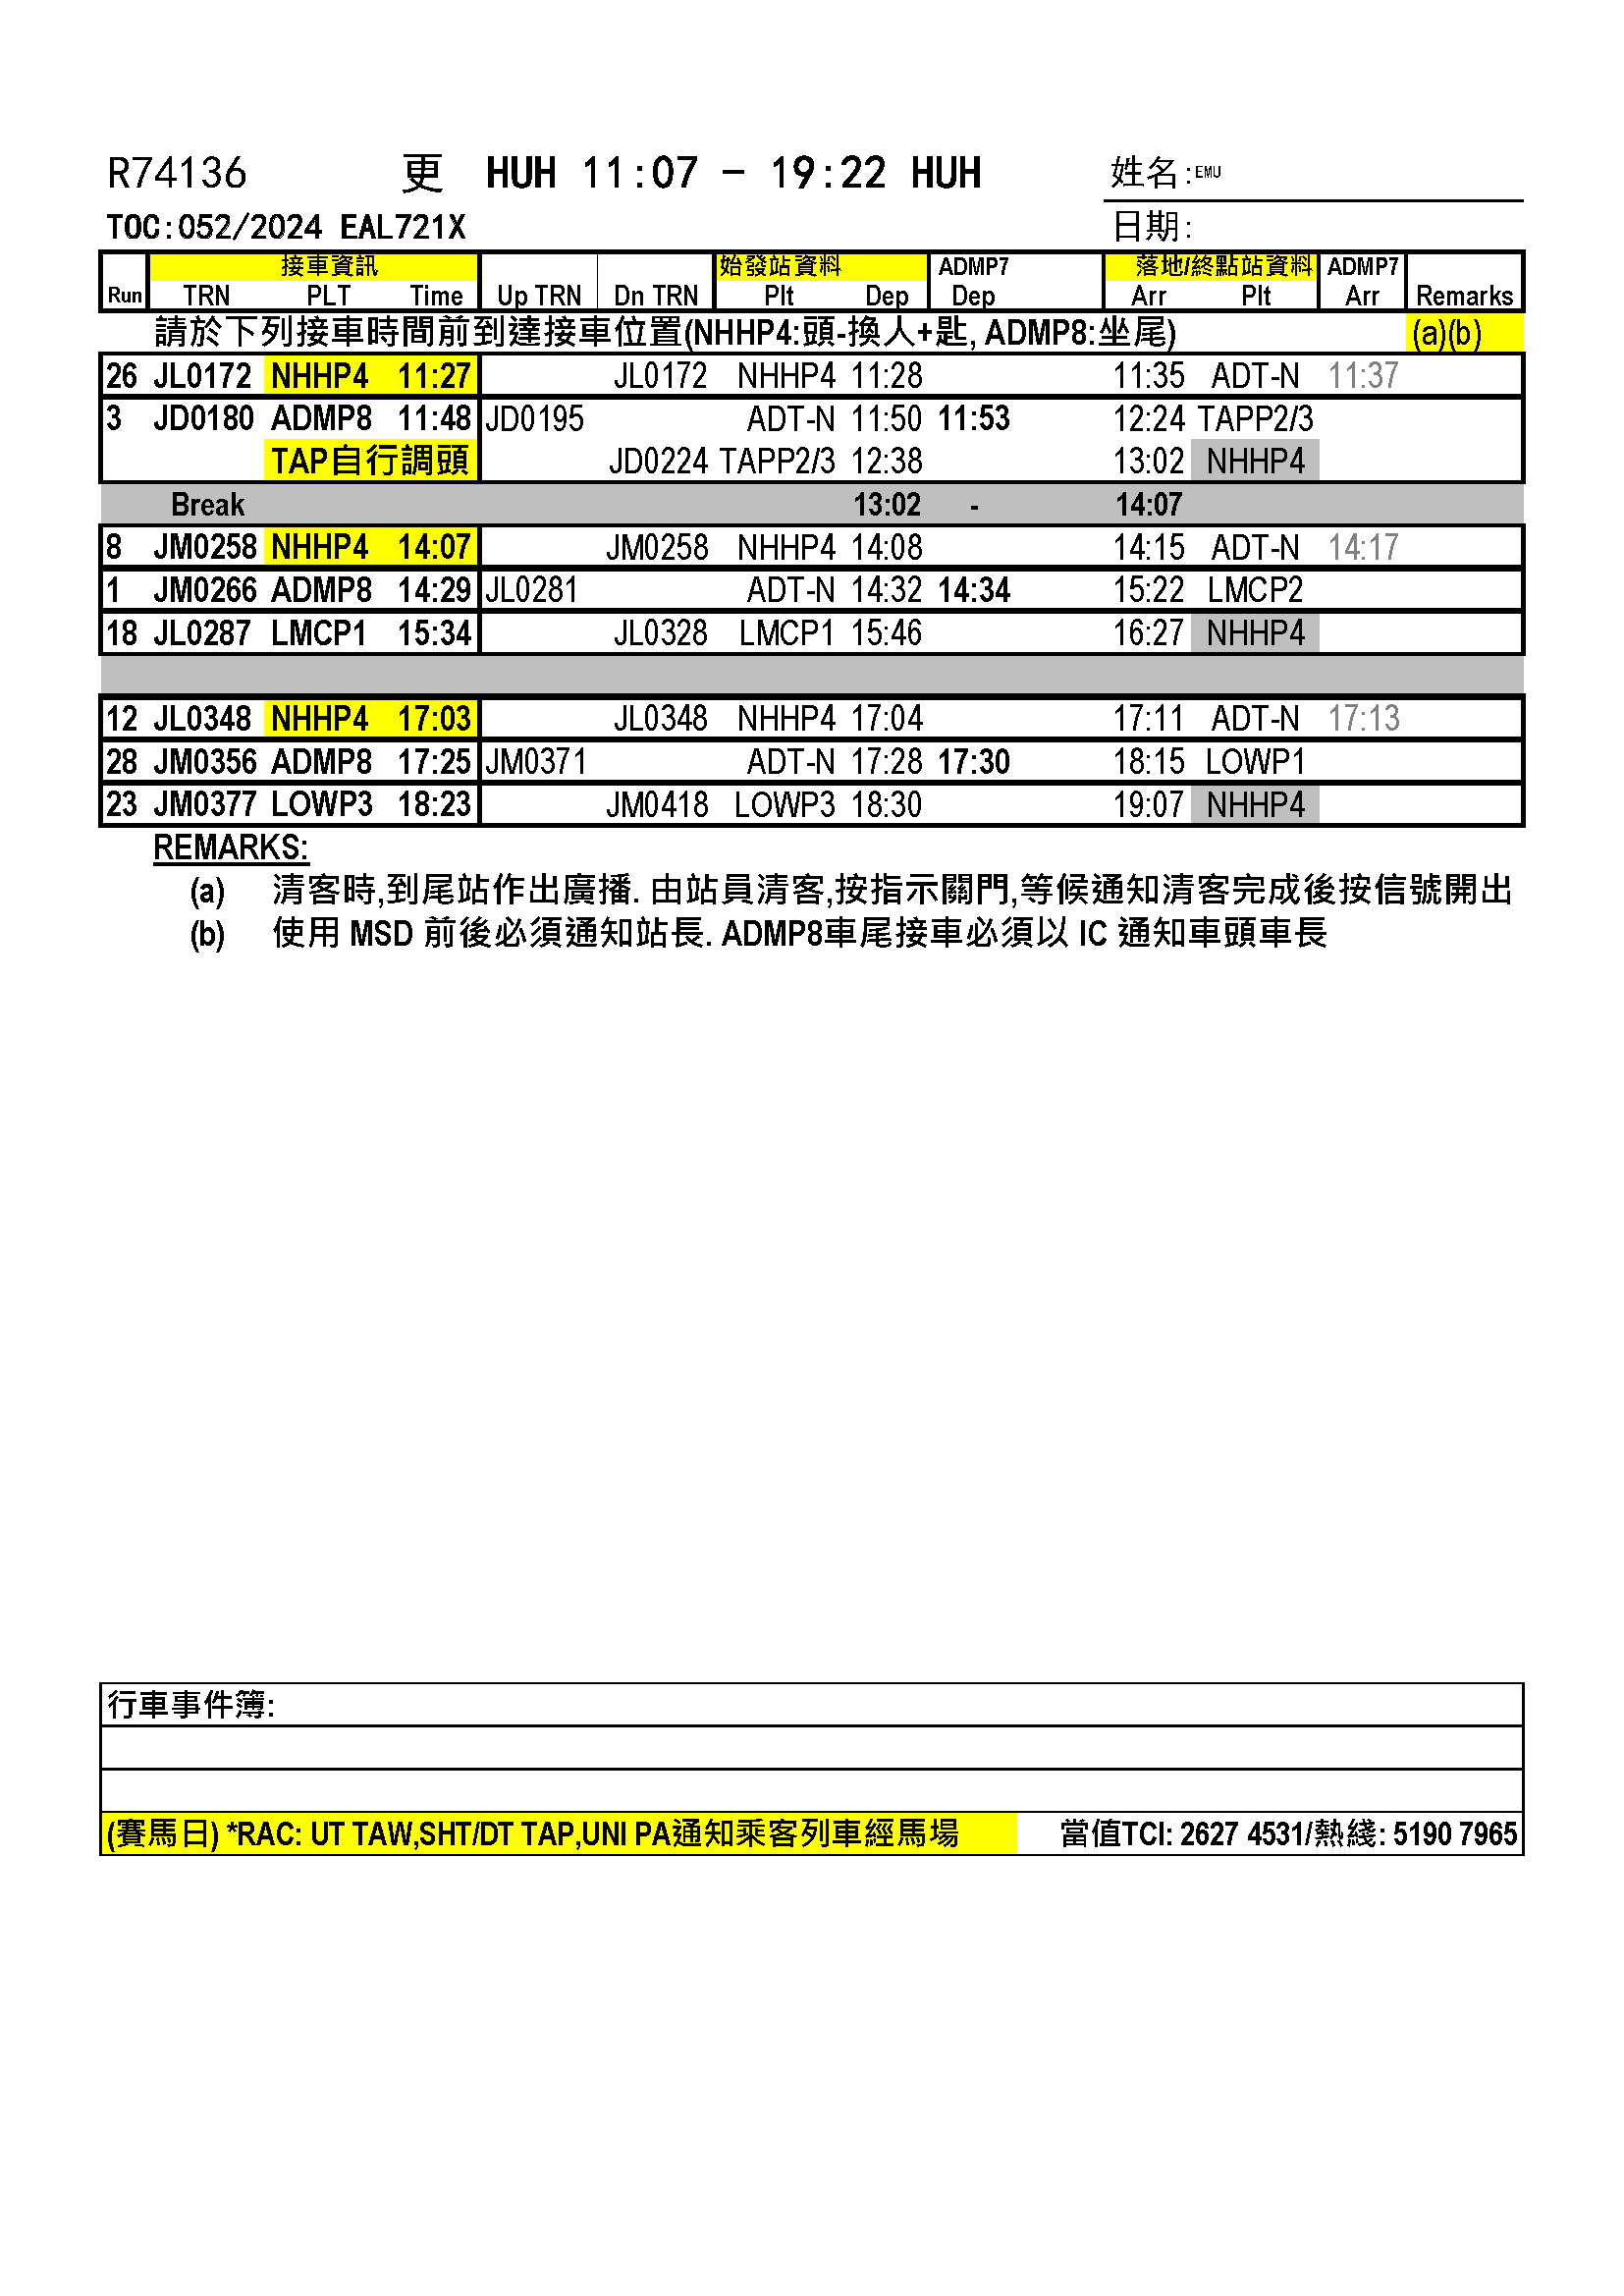 R74136 更 HUH 11:07 - 19:22 HUH 姓名:EMU
TOC:052/2024 EAL721X 日期:
接車資訊 始發站資料 ADMP7 落地/終點站資料 ADMP7
Run TRN PLT Time Up TRN Dn TRN Plt Dep Dep Arr Plt Arr Remarks
請於下列接車時間前到達接車位置(NHHP4:頭-換人+匙, ADMP8:坐尾) (a)(b)
26 JL0172 NHHP4 11:27 JL0172 NHHP4 11:28 11:35 ADT-N 11:37
3 JD0180 ADMP8 11:48 JD0195 ADT-N 11:50 11:53 12:24 TAPP2/3
TAP自行調頭 JD0224 TAPP2/3 12:38 13:02 NHHP4
Break 13:02 - 14:07
8 JM0258 NHHP4 14:07 JM0258 NHHP4 14:08 14:15 ADT-N 14:17
1 JM0266 ADMP8 14:29 JL0281 ADT-N 14:32 14:34 15:22 LMCP2
18 JL0287 LMCP1 15:34 JL0328 LMCP1 15:46 16:27 NHHP4
12 JL0348 NHHP4 17:03 JL0348 NHHP4 17:04 17:11 ADT-N 17:13
28 JM0356 ADMP8 17:25 JM0371 ADT-N 17:28 17:30 18:15 LOWP1
23 JM0377 LOWP3 18:23 JM0418 LOWP3 18:30 19:07 NHHP4
REMARKS:
(a) 清客時,到尾站作出廣播. 由站員清客,按指示關門,等候通知清客完成後按信號開出
(b) 使用 MSD 前後必須通知站長. ADMP8車尾接車必須以 IC 通知車頭車長
行車事件簿:
(賽馬日) *RAC: UT TAW,SHT/DT TAP,UNI PA通知乘客列車經馬場 當值TCI: 2627 4531/熱綫: 5190 7965